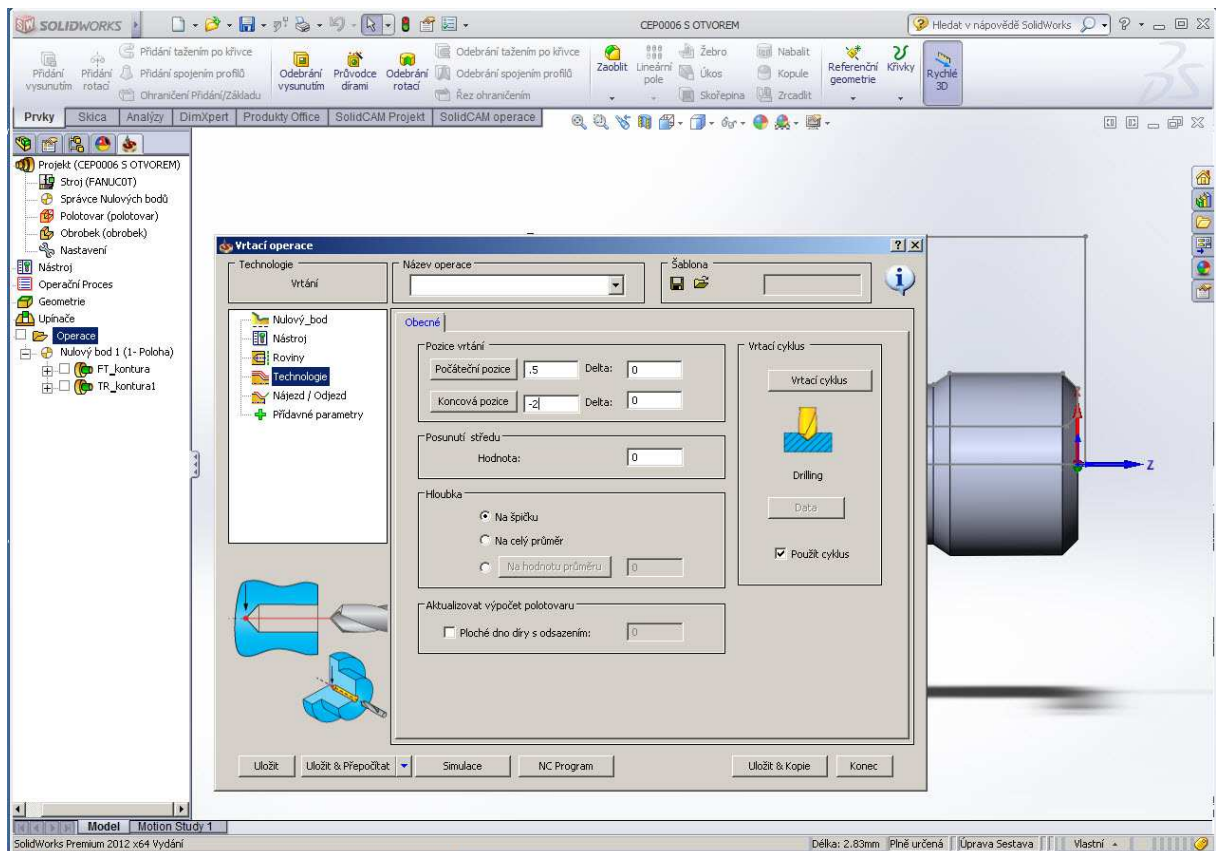 SOLIDWORKS
CEP0006 S OTVOREM
Hledat v nápovědě SolidWorks
Přidání vysunutím
Přidání rotací
Přidání tažením po křivce
Přidání spojením profilů
Ohraničení Přidání/Základu
Odebrání vysunutím
Průvodce dírami
Odebrání rotací
Odebrání tažením po křivce
Odebrání spojením profilů
Řez ohraničením
Zaoblit
Lineární pole
Žebro
Úkos
Skořepina
Nabalit
Kopule
Zrcadlit
Referenční geometrie
Křivky
Rychlé 3D
Prvky
Skica
Analýzy
DimXpert
Produkty Office
SolidCAM Projekt
SolidCAM operace
Projekt (CEP0006 S OTVOREM)
Stroj (FANUC0T)
Správce Nulových bodů
Polotovar (polotovar)
Obrobek (obrobek)
Nastavení
Nástroj
Operační Proces
Geometrie
Upínače
Operace
Nulový bod 1 (1- Poloha)
FT_kontura
TR_kontura1
Vrtací operace
Technologie
Vrtání
Název operace
Šablona
Nulový_bod
Nástroj
Roviny
Technologie
Nájezd / Odjezd
Přídavné parametry
Obecné
Pozice vrtání
Počáteční pozice .5 Delta: 0
Koncová pozice -2 Delta: 0
Posunutí středu
Hodnota: 0
Hloubka
Na špičku
Na celý průměr
Na hodnotu průměru 0
Aktualizovat výpočet polotovaru
Ploché dno díry s odsazením: 0
Vrtací cyklus
Vrtací cyklus
Drilling
Data
Použít cyklus
Uložit
Uložit & Přepočítat
Simulace
NC Program
Uložit & Kopie
Konec
X
Z
Model
Motion Study 1
SolidWorks Premium 2012 x64 Vydání
Délka: 2.83mm
Plně určená
Úprava Sestava
Vlastní